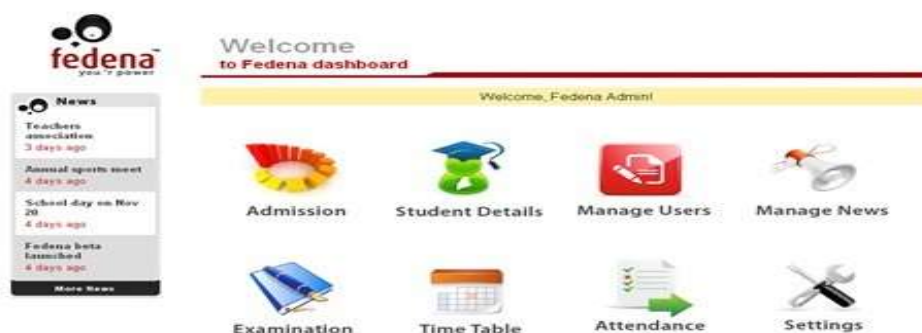 fedena
you 'r power
Welcome
to Fedena dashboard
Welcome, Fedena Admin!
News
Teachers
association
3 days ago
Annual sports meet
4 days ago
School day on Nov
20
4 days ago
Fedena beta
launched
4 days ago
More News
Admission
Student Details
Manage Users
Manage News
Examination
Time Table
Attendance
Settings